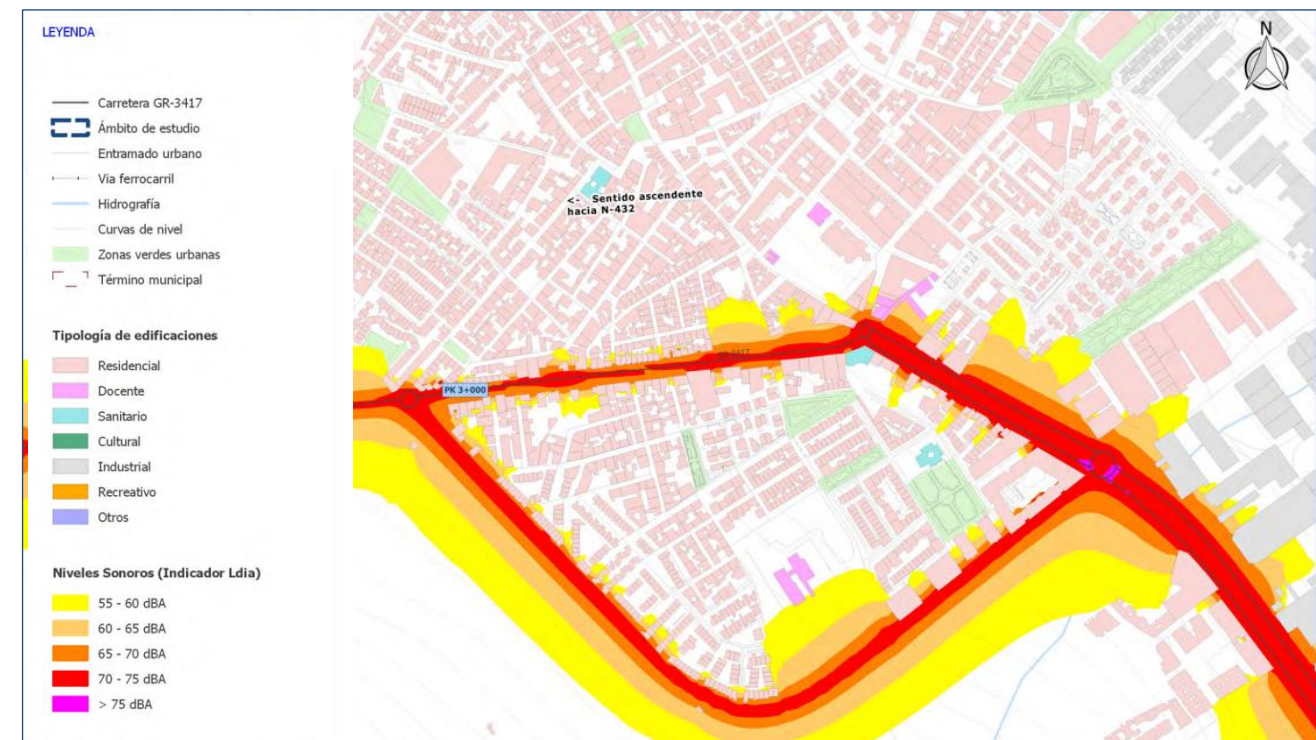 LEYENDA
Carretera GR-3417
Ámbito de estudio
Entramado urbano
Via ferrocarril
Hidrografía
Curvas de nivel
Zonas verdes urbanas
Término municipal
Tipología de edificaciones
Residencial
Docente
Sanitario
Cultural
Industrial
Recreativo
Otros
Niveles Sonoros (Indicador Ldia)
55 - 60 dBA
60 - 65 dBA
65 - 70 dBA
70 - 75 dBA
> 75 dBA
N
<- Sentido ascendente
hacia N-432
PK 3+000